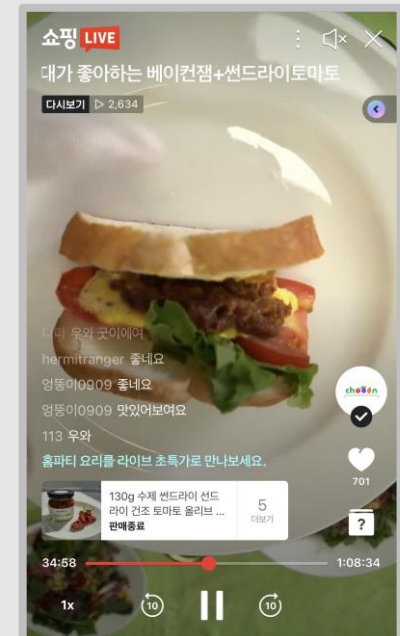 쇼핑 LIVE
대가 좋아하는 베이컨잼+썬드라이토마토
다시보기 ▷ 2,634
디디 우와 굿이에여
hermitranger 좋네요
엉뚱이0909 좋네요
엉뚱이0909 맛있어보여요
113 우와
홈파티 요리를 라이브 초특가로 만나보세요.
choeén
701
130g 수제 썬드라이 선드
라이 건조 토마토 올리브 ...
판매종료
5
더보기
?
34:58
1:08:34
1x
10
10